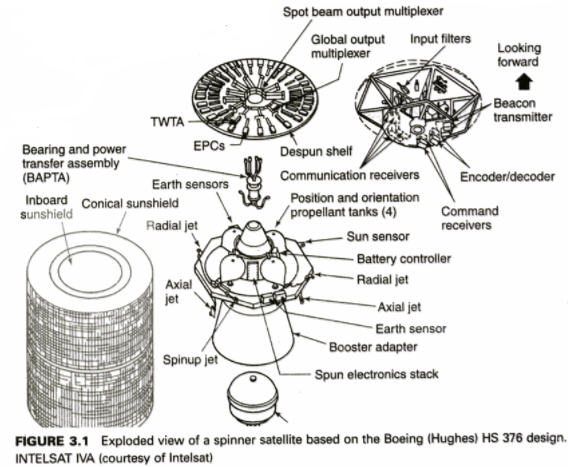 Spot beam output multiplexer
Global output
multiplexer
Input filters
Looking
forward
TWTA
EPCs
Despun shelf
Beacon
transmitter
Bearing and power
transfer assembly
(BAPTA)
Communication receivers
Encoder/decoder
Earth sensors
Position and orientation
propellant tanks (4)
Command
receivers
Inboard
sunshield
Conical sunshield
Radial jet
Sun sensor
Battery controller
Radial jet
Axial
jet
Axial jet
Earth sensor
Spinup jet
Booster adapter
Spun electronics stack
FIGURE 3.1 Exploded view of a spinner satellite based on the Boeing (Hughes) HS 376 design.
INTELSAT IVA (courtesy of Intelsat)